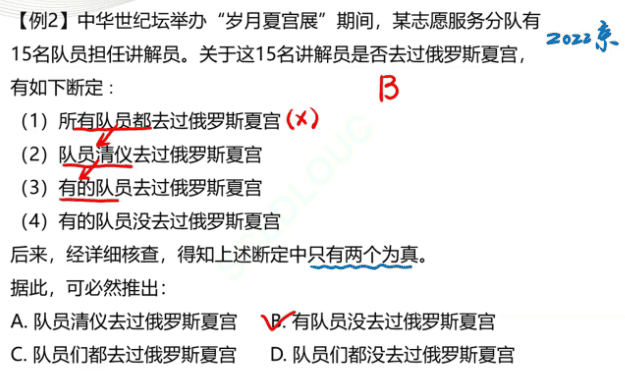 【例2】中华世纪坛举办“岁月夏宫展”期间，某志愿服务分队有
15名队员担任讲解员。关于这15名讲解员是否去过俄罗斯夏宫，
2022京
有如下断定：
B
（1）所有队员都去过俄罗斯夏宫(x)
（2）队员清仪去过俄罗斯夏宫
（3）有的队员去过俄罗斯夏宫
（4）有的队员没去过俄罗斯夏宫
后来，经详细核查，得知上述断定中只有两个为真。
据此，可必然推出：
A. 队员清仪去过俄罗斯夏宫 B. 有队员没去过俄罗斯夏宫
C. 队员们都去过俄罗斯夏宫 D. 队员们都没去过俄罗斯夏宫